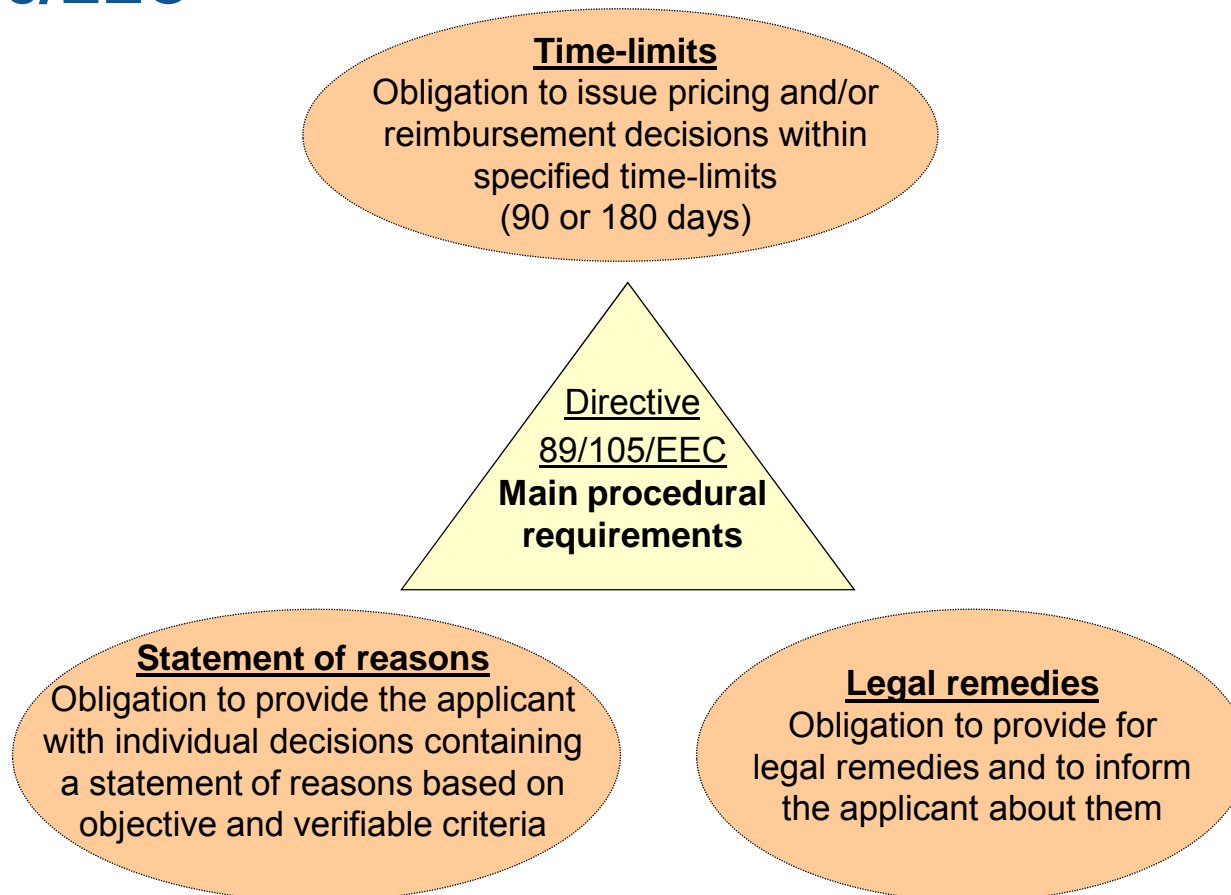 /EEC
Time-limits
Obligation to issue pricing and/or
reimbursement decisions within
specified time-limits
(90 or 180 days)
Directive
89/105/EEC
Main procedural
requirements
Statement of reasons
Obligation to provide the applicant
with individual decisions containing
a statement of reasons based on
objective and verifiable criteria
Legal remedies
Obligation to provide for
legal remedies and to inform
the applicant about them